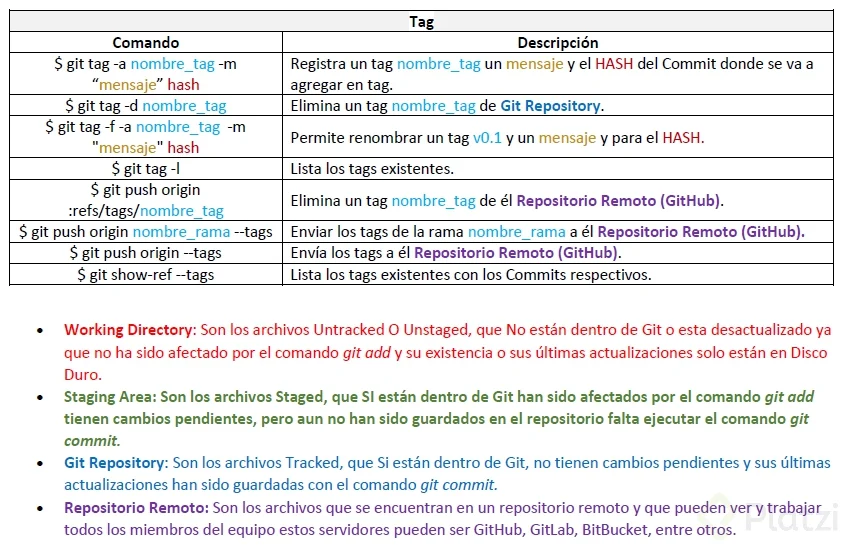 Tag
Comando Descripción
$ git tag -a nombre_tag -m “mensaje” hash Registra un tag nombre_tag un mensaje y el HASH del Commit donde se va a agregar en tag.
$ git tag -d nombre_tag Elimina un tag nombre_tag de Git Repository.
$ git tag -f -a nombre_tag -m "mensaje" hash Permite renombrar un tag v0.1 y un mensaje y para el HASH.
$ git tag -l Lista los tags existentes.
$ git push origin :refs/tags/nombre_tag Elimina un tag nombre_tag de él Repositorio Remoto (GitHub).
$ git push origin nombre_rama --tags Enviar los tags de la rama nombre_rama a él Repositorio Remoto (GitHub).
$ git push origin --tags Envía los tags a él Repositorio Remoto (GitHub).
$ git show-ref --tags Lista los tags existentes con los Commits respectivos.
• Working Directory: Son los archivos Untracked O Unstaged, que No están dentro de Git o esta desactualizado ya
que no ha sido afectado por el comando git add y su existencia o sus últimas actualizaciones solo están en Disco
Duro.
• Staging Area: Son los archivos Staged, que SI están dentro de Git han sido afectados por el comando git add
tienen cambios pendientes, pero aun no han sido guardados en el repositorio falta ejecutar el comando git
commit.
• Git Repository: Son los archivos Tracked, que Si están dentro de Git, no tienen cambios pendientes y sus últimas
actualizaciones han sido guardadas con el comando git commit.
• Repositorio Remoto: Son los archivos que se encuentran en un repositorio remoto y que pueden ver y trabajar
todos los miembros del equipo estos servidores pueden ser GitHub, GitLab, BitBucket, entre otros.
Platzi